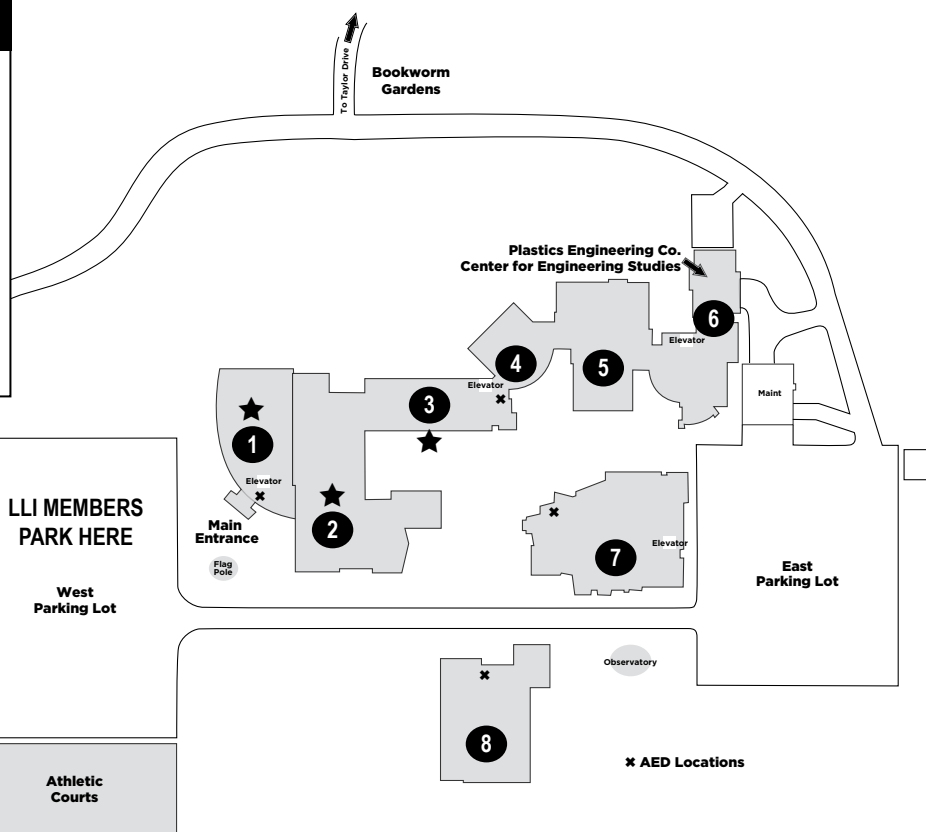 To Taylor Drive
Bookworm
Gardens
Plastics Engineering Co.
Center for Engineering Studies
6
Elevator
4
5
Elevator
3
Maint
1
Elevator
LLI MEMBERS
PARK HERE
Main
Entrance
2
Flag
Pole
7
Elevator
West
Parking Lot
East
Parking Lot
Observatory
8
✖ AED Locations
Athletic
Courts